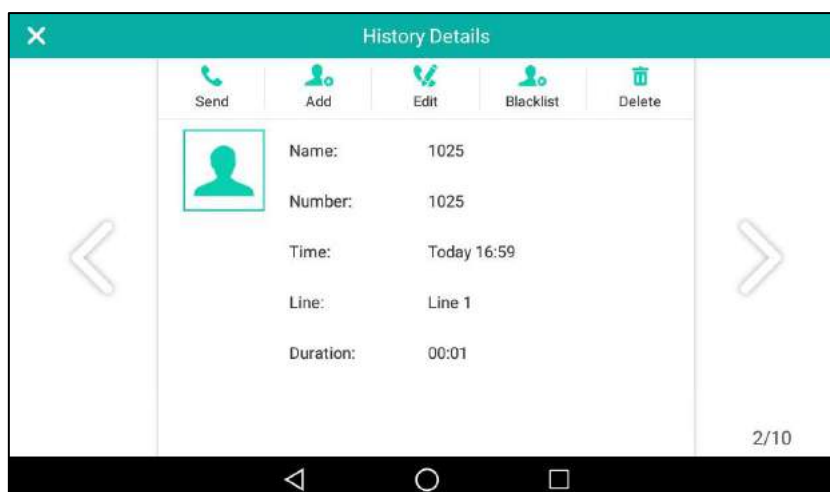 History Details
Send Add Edit Blacklist Delete
Name: 1025
Number: 1025
Time: Today 16:59
Line: Line 1
Duration: 00:01
2/10